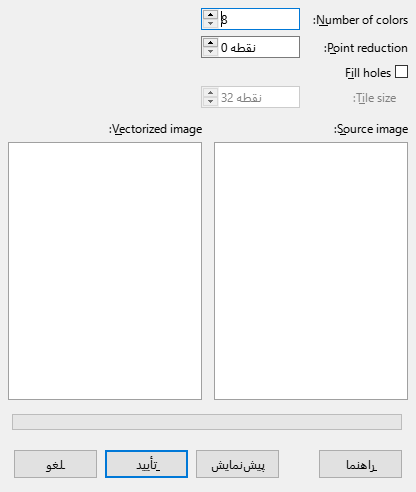 Number of colors:
8
Point reduction:
0 نقطه
Fill holes
Tile size:
32 نقطه
Source image:
Vectorized image:
راهنما
پیش‌نمایش
تأیید
لغو